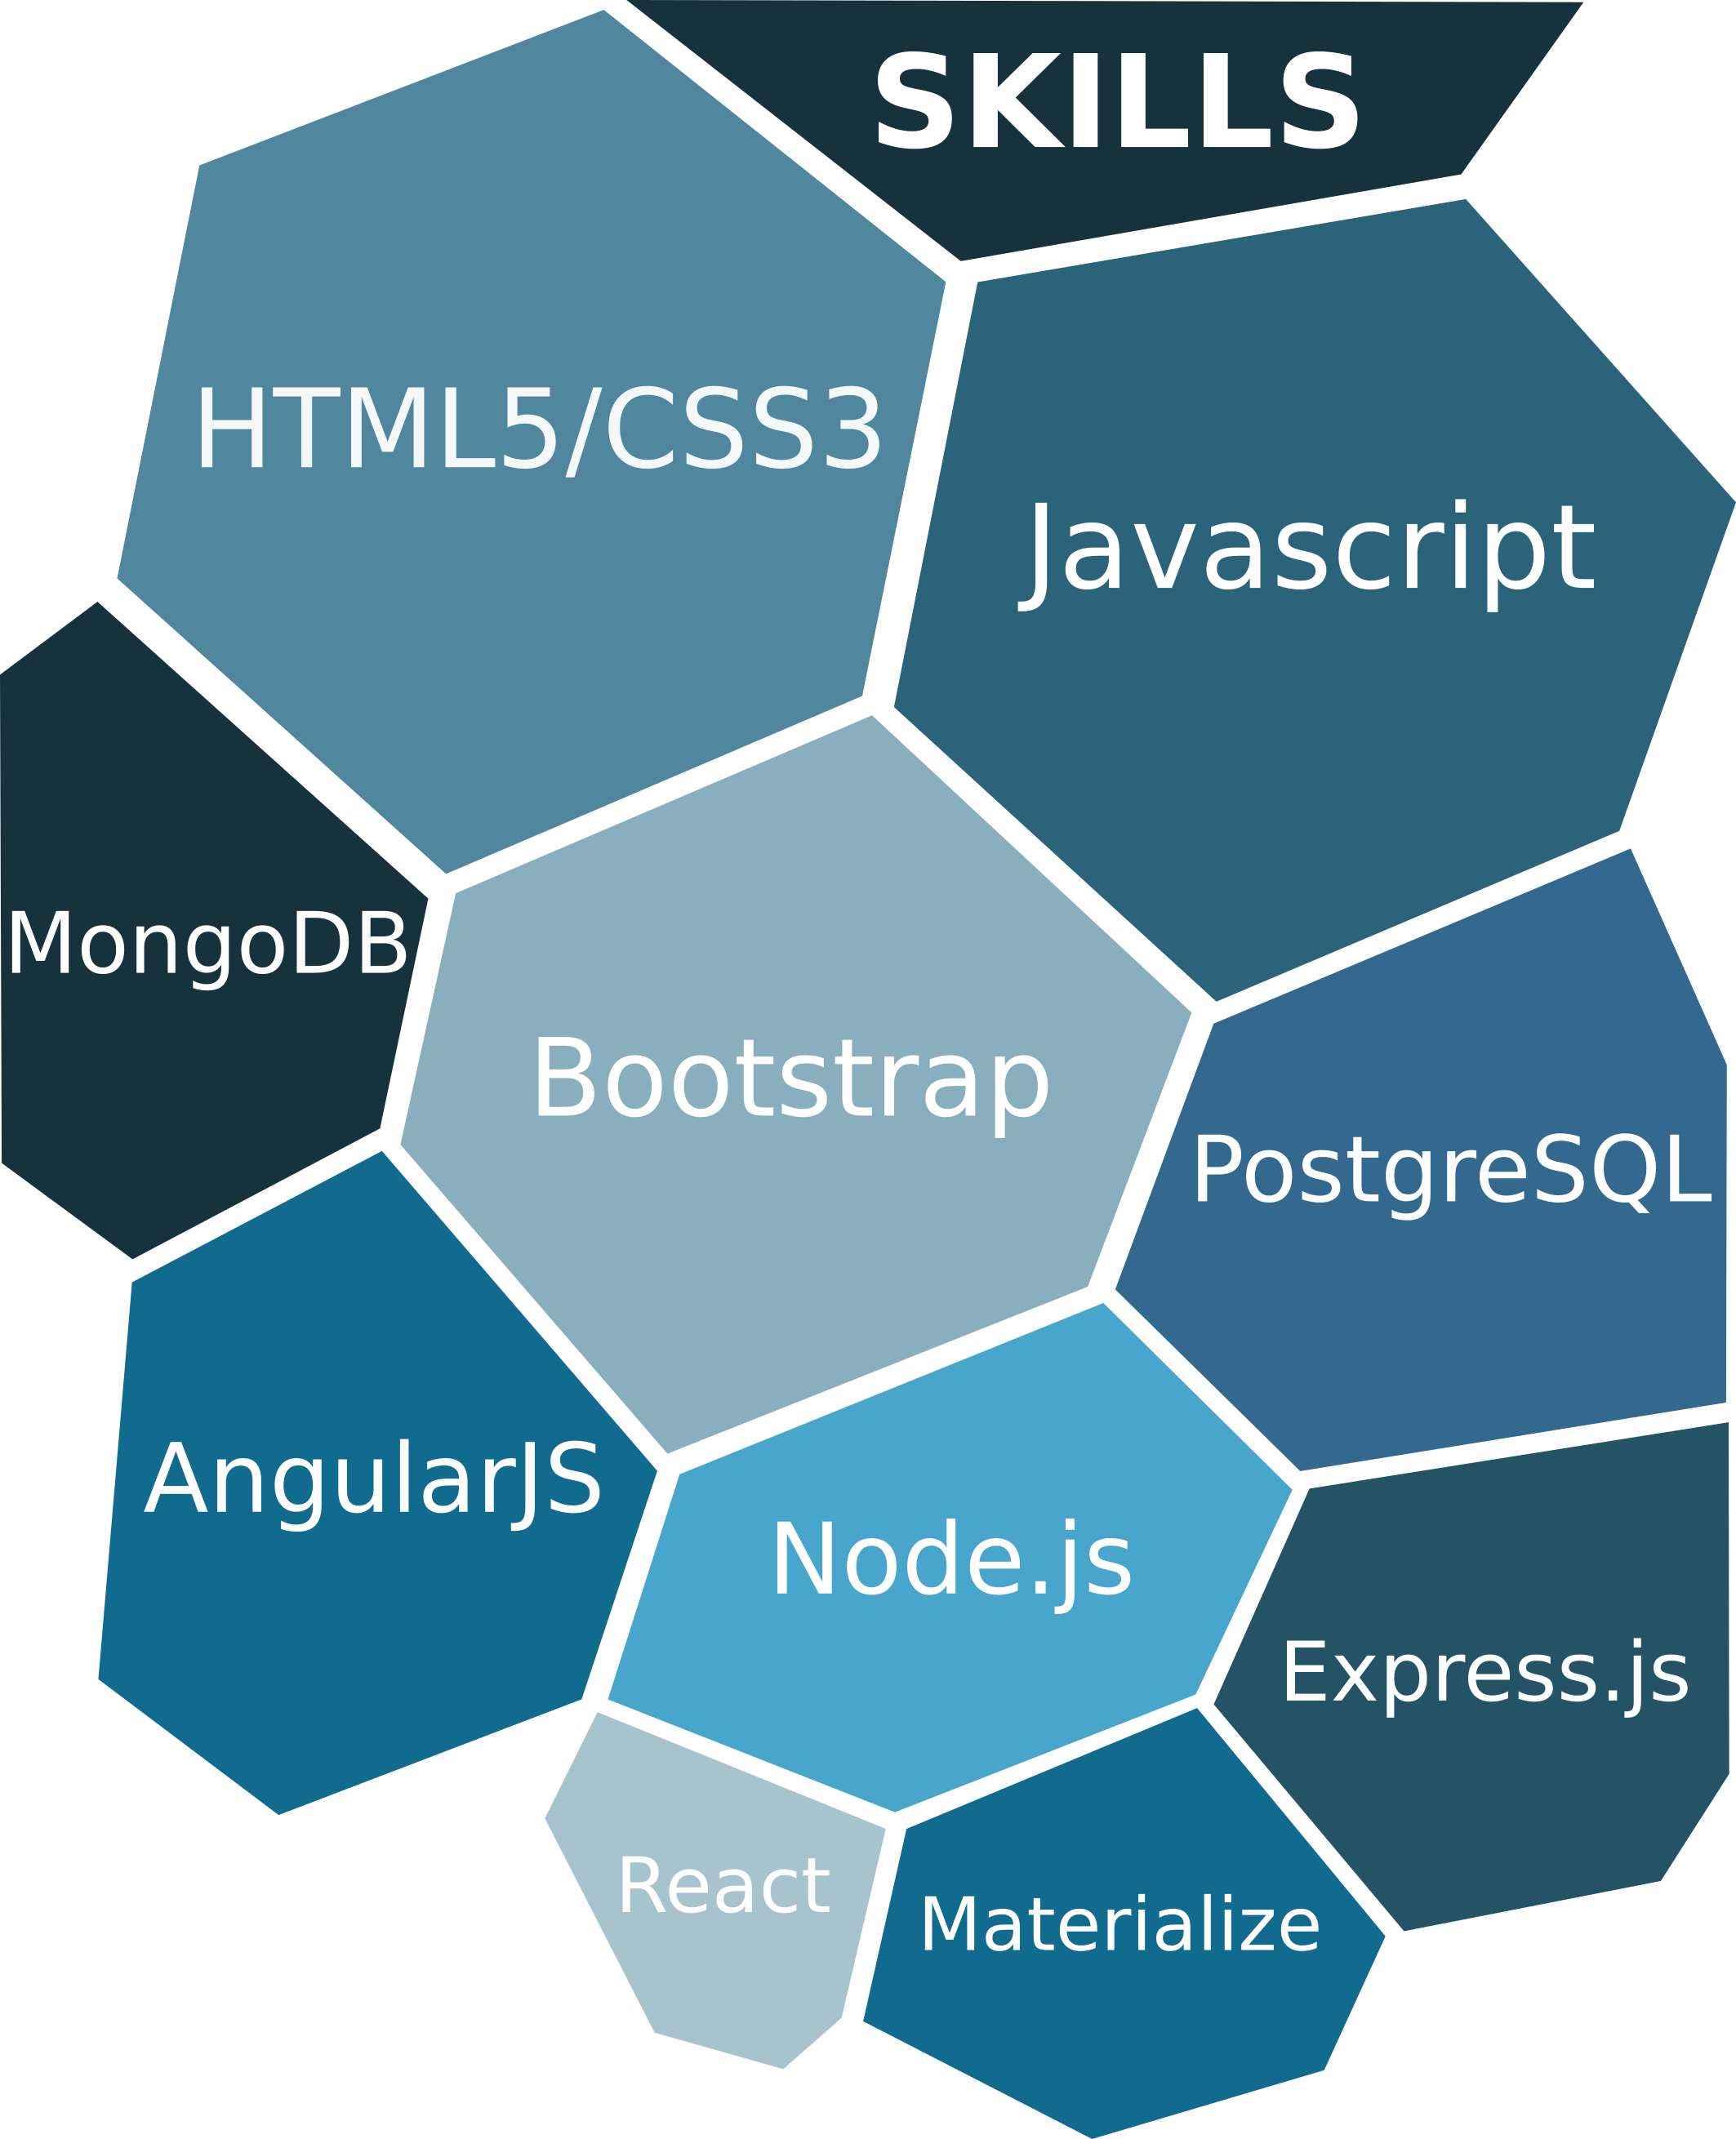 SKILLS
HTML5/CSS3
Javascript
MongoDB
Bootstrap
PostgreSQL
AngularJS
Node.js
Express.js
React
Materialize